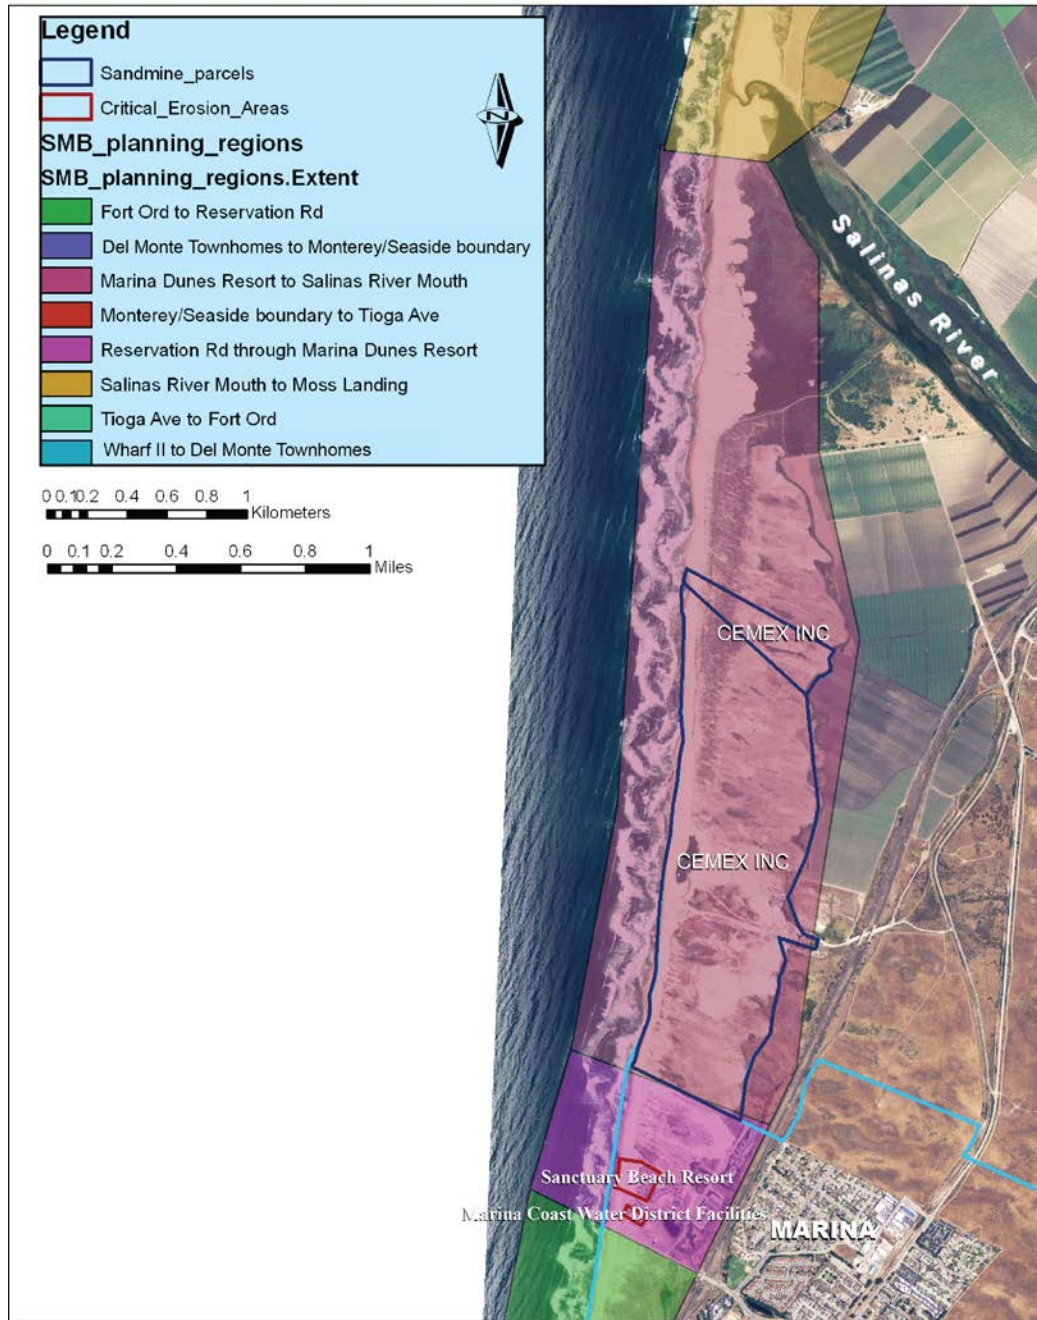 Legend
Sandmine_parcels
Critical_Erosion_Areas
SMB_planning_regions
SMB_planning_regions.Extent
Fort Ord to Reservation Rd
Del Monte Townhomes to Monterey/Seaside boundary
Marina Dunes Resort to Salinas River Mouth
Monterey/Seaside boundary to Tioga Ave
Reservation Rd through Marina Dunes Resort
Salinas River Mouth to Moss Landing
Tioga Ave to Fort Ord
Wharf II to Del Monte Townhomes
N
0 0.10.2 0.4 0.6 0.8 1
Kilometers
0 0.1 0.2 0.4 0.6 0.8 1
Miles
Salinas River
CEMEX INC
CEMEX INC
Sanctuary Beach Resort
Marina Coast Water District Facilities
MARINA